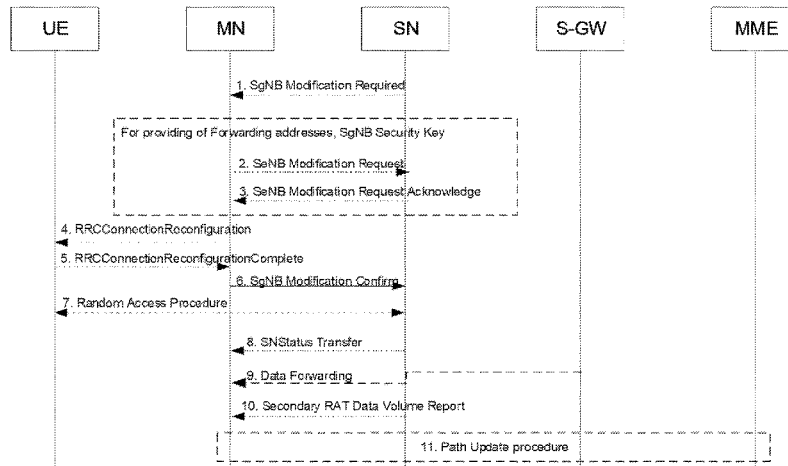 UE
MN
SN
S-GW
MME
1. SgNB Modification Required
For providing of Forwarding addresses, SgNB Security Key
2. SeNB Modification Request
3. SeNB Modification Request Acknowledge
4. RRCConnectionReconfiguration
5. RRCConnectionReconfigurationComplete
6. SgNB Modification Confirm
7. Random Access Procedure
8. SNStatus Transfer
9. Data Forwarding
10. Secondary RAT Data Volume Report
11. Path Update procedure